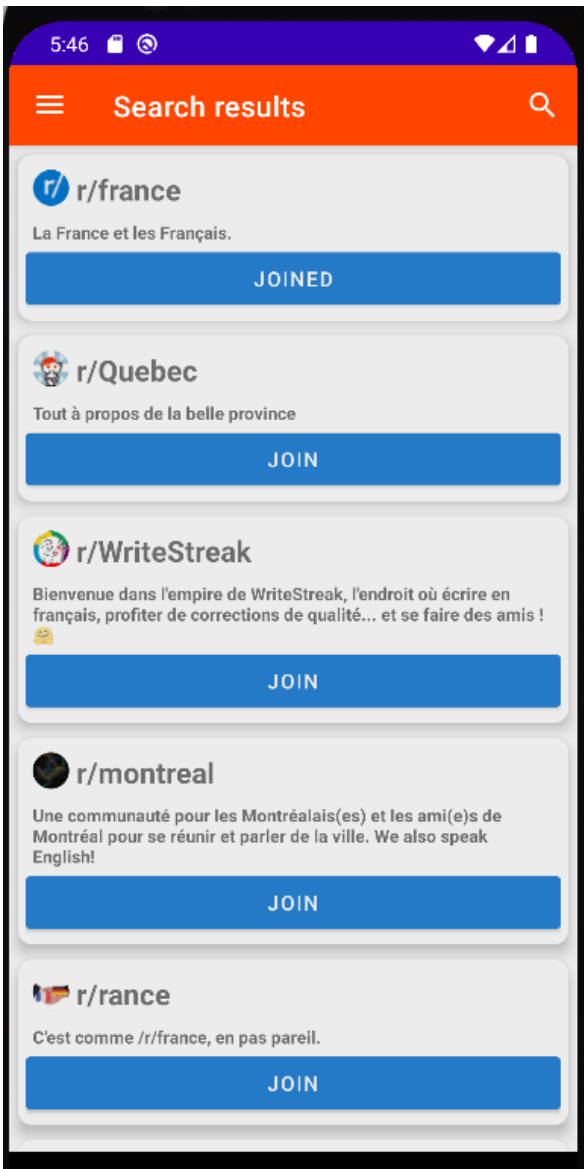 5:46
Search results
r/ r/france
La France et les Français.
JOINED
r/Quebec
Tout à propos de la belle province
JOIN
r/WriteStreak
Bienvenue dans l'empire de WriteStreak, l'endroit où écrire en
français, profiter de corrections de qualité... et se faire des amis !
🤗
JOIN
r/montreal
Une communauté pour les Montréalais(es) et les ami(e)s de
Montréal pour se réunir et parler de la ville. We also speak
English!
JOIN
r/rance
C'est comme /r/france, en pas pareil.
JOIN